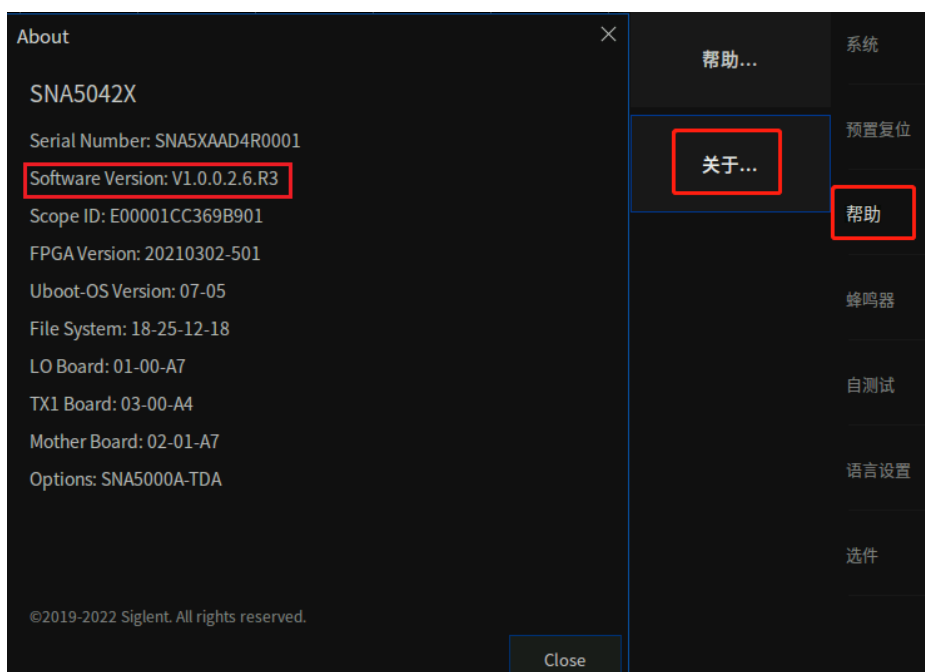 About
SNA5042X
Serial Number: SNA5XAAD4R0001
Software Version: V1.0.0.2.6.R3
Scope ID: E00001CC369B901
FPGA Version: 20210302-501
Uboot-OS Version: 07-05
File System: 18-25-12-18
LO Board: 01-00-A7
TX1 Board: 03-00-A4
Mother Board: 02-01-A7
Options: SNA5000A-TDA
©2019-2022 Siglent. All rights reserved.
Close
帮助...
关于...
系统
预置复位
帮助
蜂鸣器
自测试
语言设置
选件